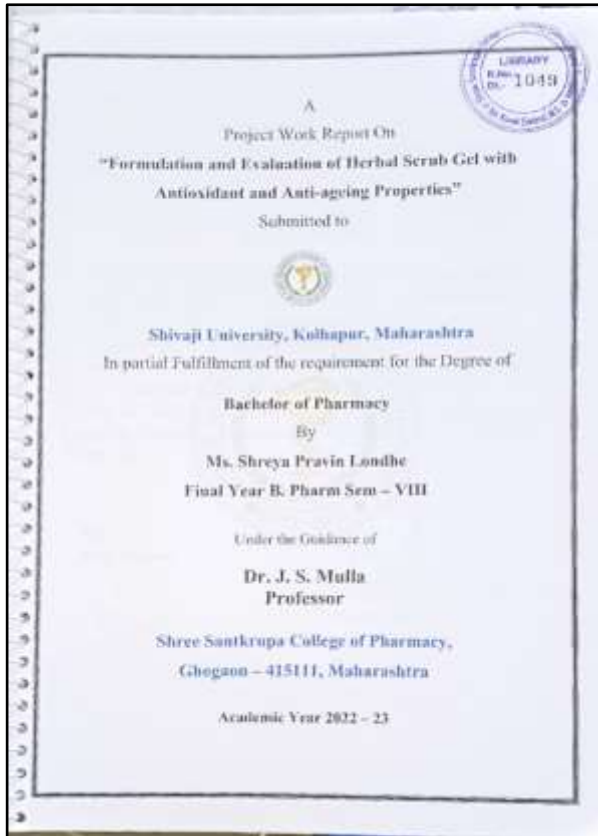 LIBRARY
1049
A
Project Work Report On
“Formulation and Evaluation of Herbal Scrub Gel with
Antioxidant and Anti-ageing Properties”
Submitted to
Shivaji University, Kolhapur, Maharashtra
In partial Fulfillment of the requirement for the Degree of
Bachelor of Pharmacy
By
Ms. Shreya Pravin Londhe
Final Year B. Pharm Sem – VIII
Under the Guidance of
Dr. J. S. Mulla
Professor
Shree Santkrupa College of Pharmacy,
Ghogaon – 415111, Maharashtra
Academic Year 2022 – 23